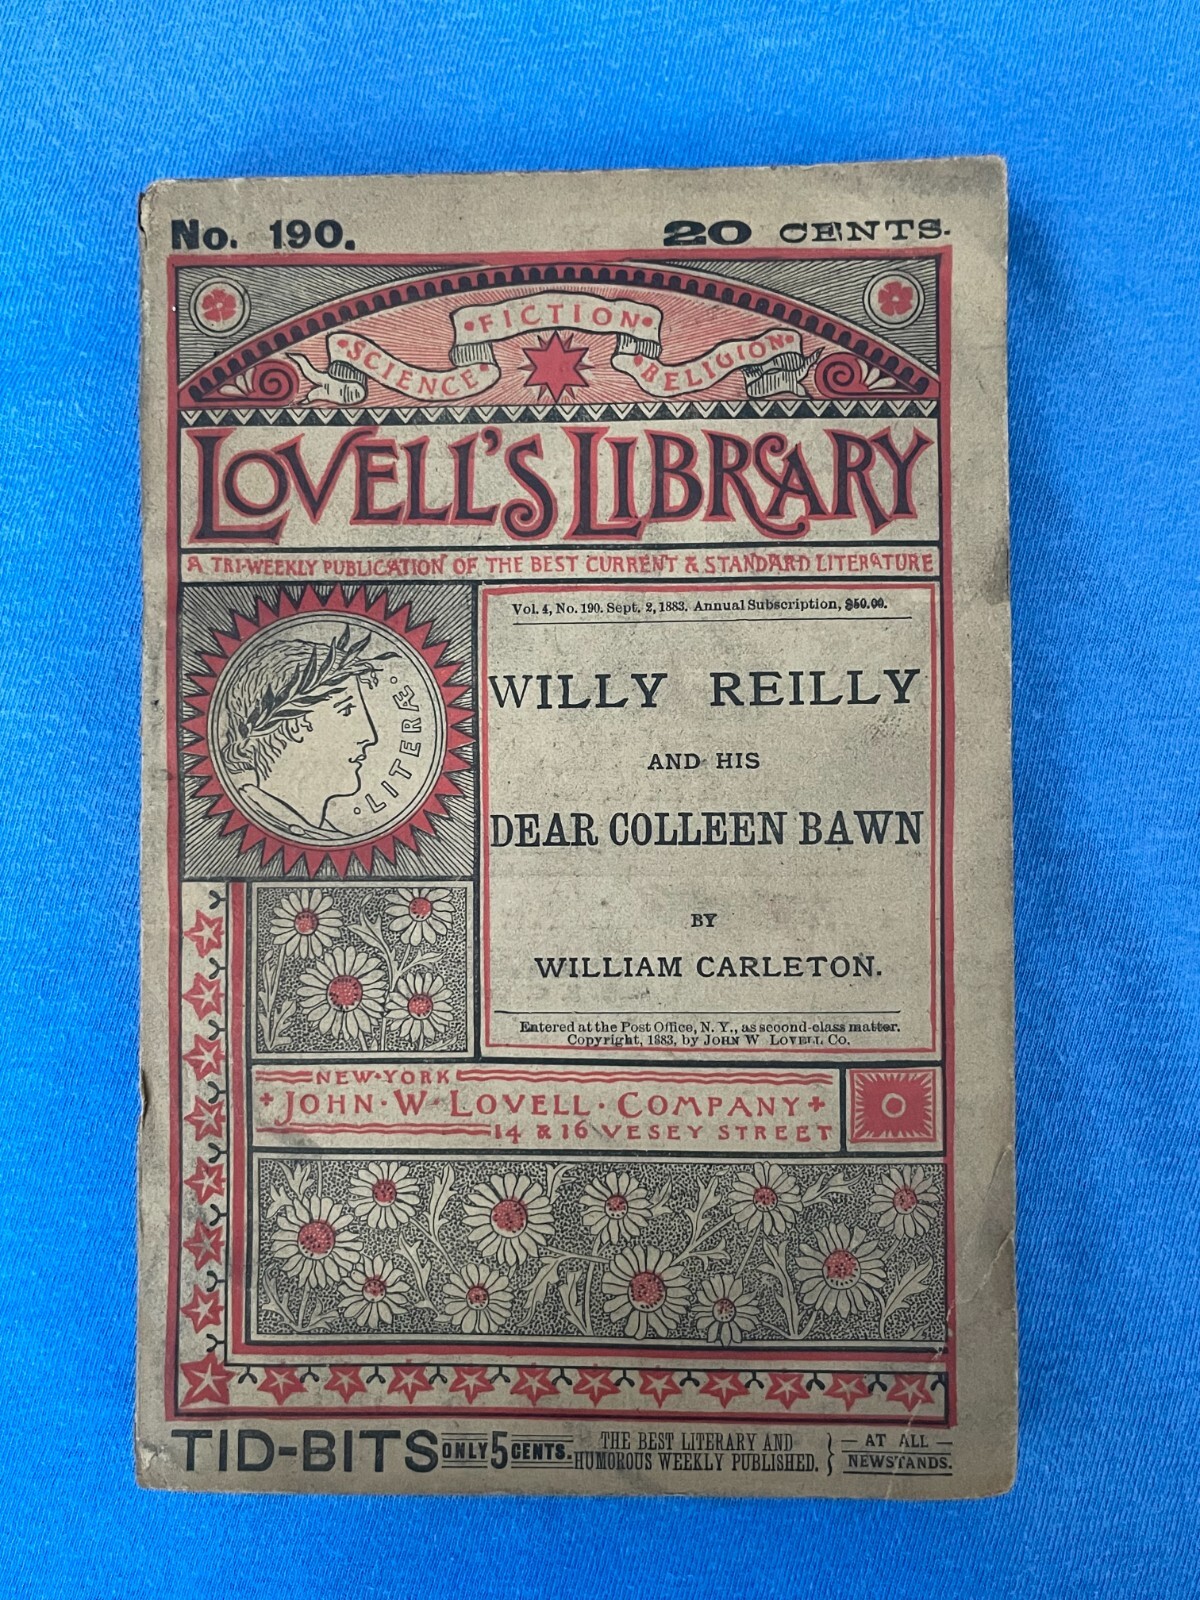 No. 190.
20 CENTS.
SCIENCE
FICTION
RELIGION
LOVELL'S LIBRARY
A TRI-WEEKLY PUBLICATION OF THE BEST CURRENT & STANDARD LITERATURE
Vol. 4, No. 190. Sept. 2, 1883. Annual Subscription, $50.00.
LITERÆ
WILLY REILLY
AND HIS
DEAR COLLEEN BAWN
BY
WILLIAM CARLETON.
Entered at the Post Office, N. Y., as second-class matter.
Copyright, 1883, by JOHN W LOVELL CO.
NEW-YORK
JOHN·W·LOVELL·COMPANY
14 & 16 VESEY STREET
TID-BITS ONLY 5 CENTS. THE BEST LITERARY AND
HUMOROUS WEEKLY PUBLISHED.
AT ALL
NEWSTANDS.